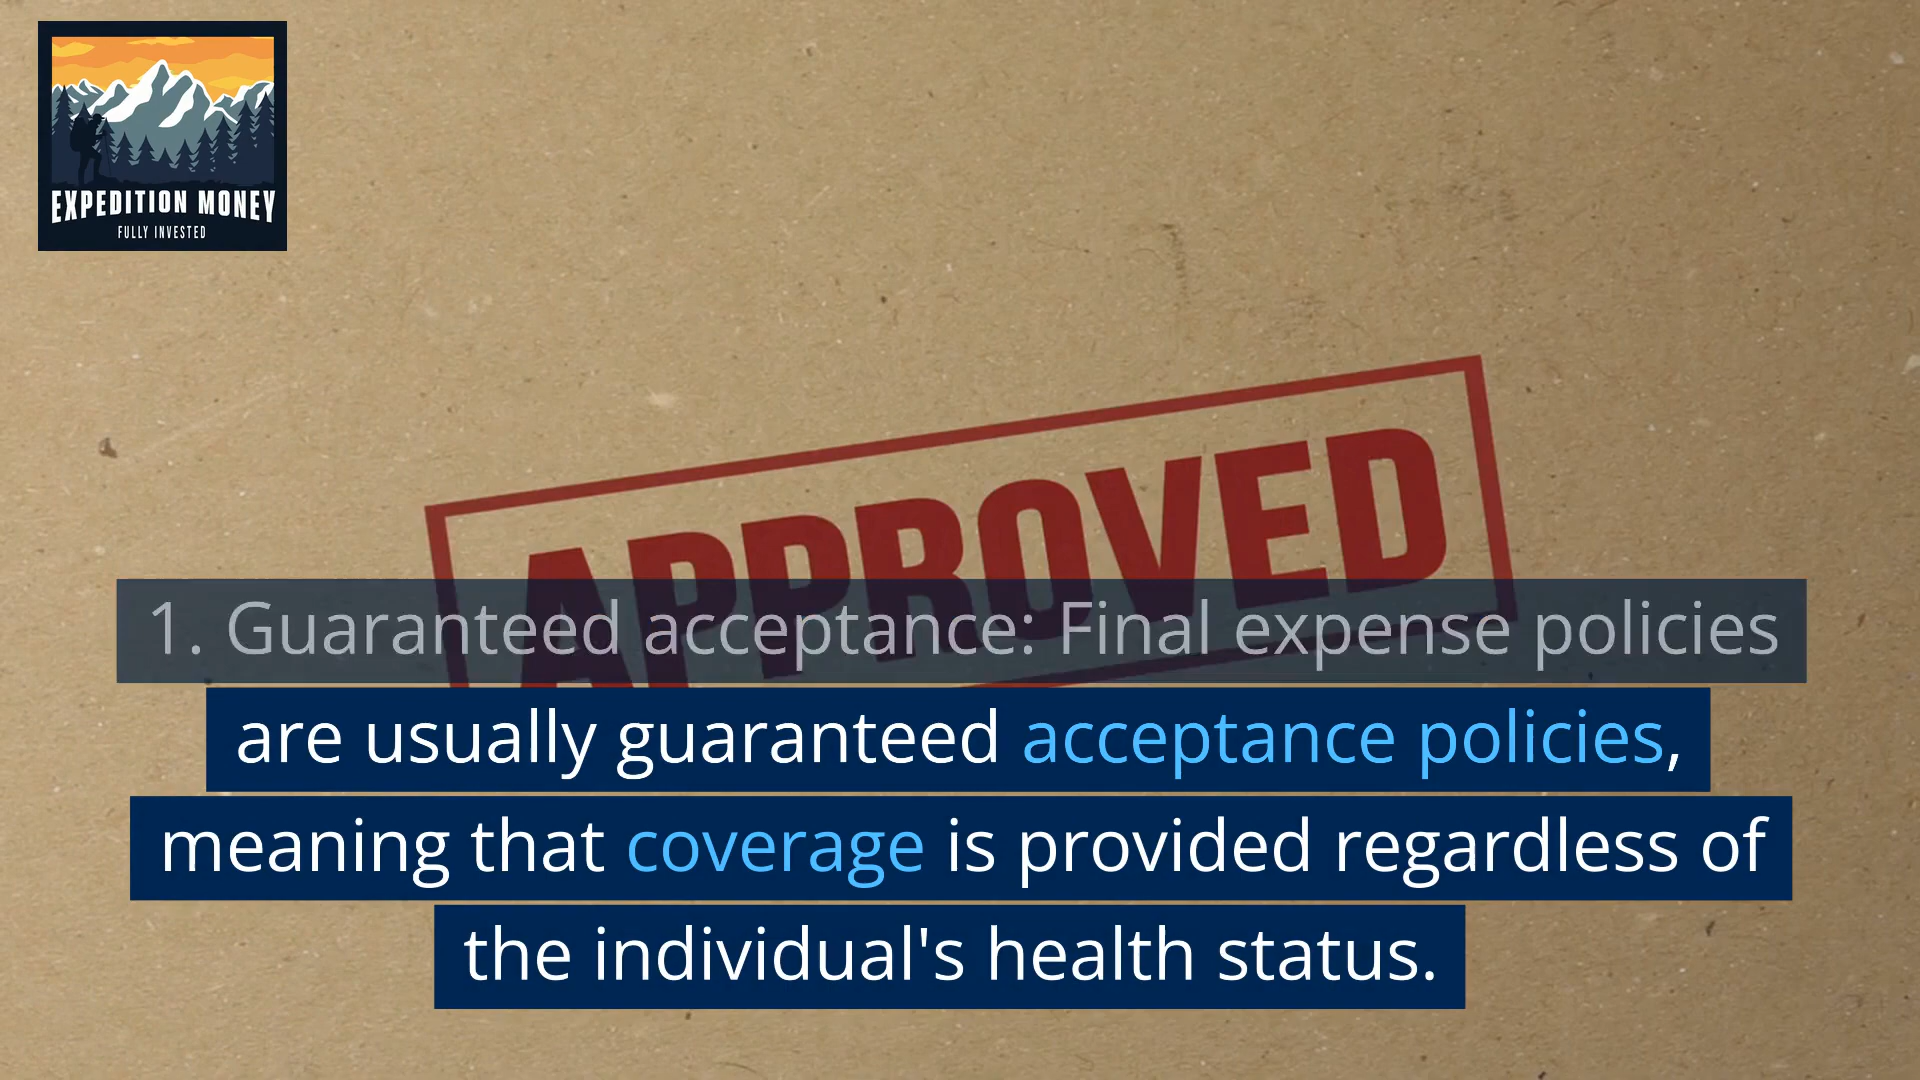 EXPEDITION MONEY
FULLY INVESTED
APPROVED
1. Guaranteed acceptance: Final expense policies
are usually guaranteed acceptance policies,
meaning that coverage is provided regardless of
the individual's health status.